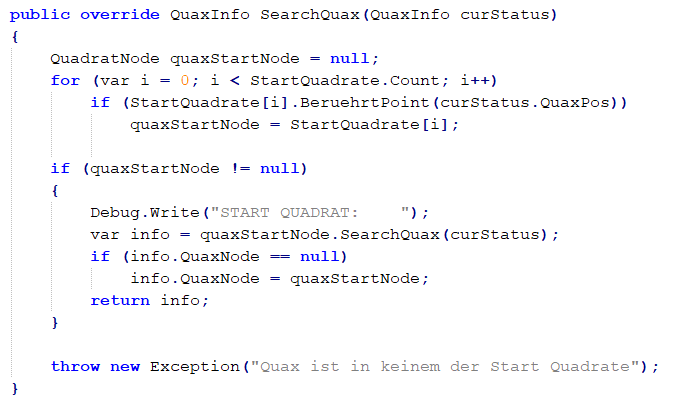 public override QuaxInfo SearchQuax(QuaxInfo curStatus)
{
    QuadratNode quaxStartNode = null;
    for (var i = 0; i < StartQuadrate.Count; i++)
        if (StartQuadrate[i].BeruehrtPoint(curStatus.QuaxPos))
            quaxStartNode = StartQuadrate[i];

    if (quaxStartNode != null)
    {
        Debug.Write("START QUADRAT:    ");
        var info = quaxStartNode.SearchQuax(curStatus);
        if (info.QuaxNode == null)
            info.QuaxNode = quaxStartNode;
        return info;
    }

    throw new Exception("Quax ist in keinem der Start Quadrate");
}